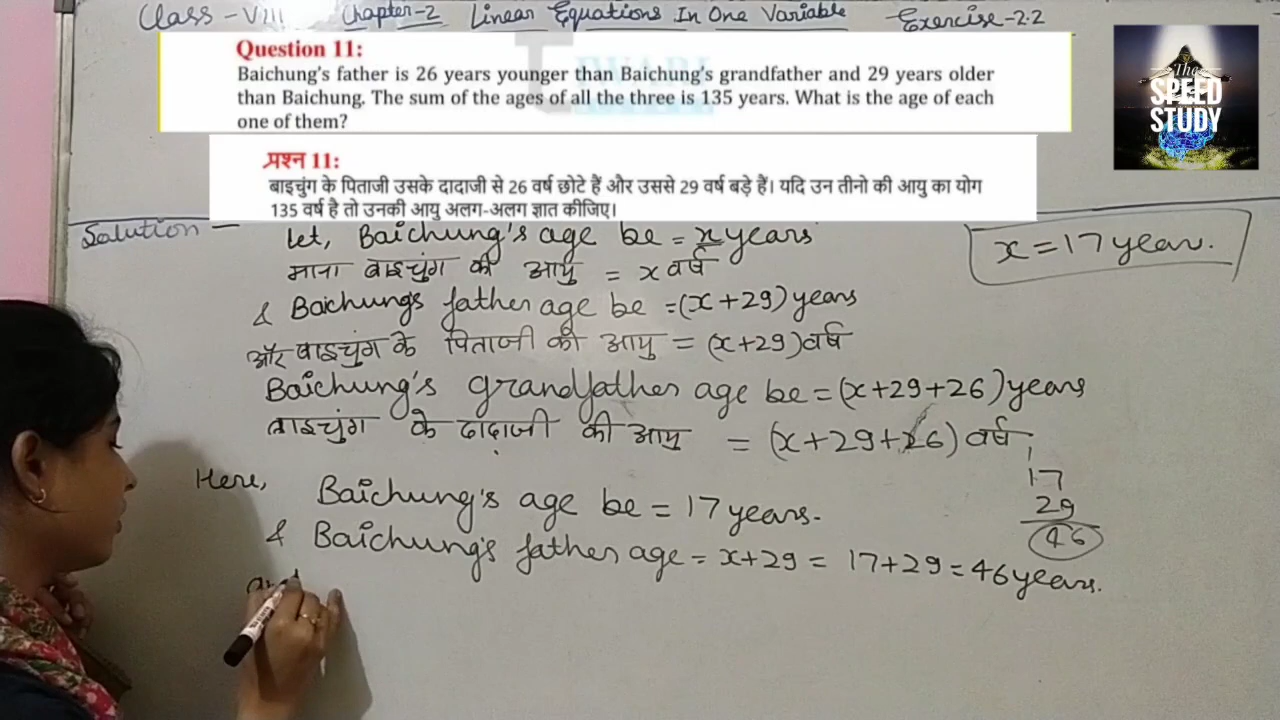 Class - VIII Chapter-2 Linear Equations In One Variable Exercise-2.2
Question 11:
Baichung's father is 26 years younger than Baichung's grandfather and 29 years older
than Baichung. The sum of the ages of all the three is 135 years. What is the age of each
one of them?
The
SPEED
STUDY
प्रश्न 11:
बाइचुंग के पिताजी उसके दादाजी से 26 वर्ष छोटे हैं और उससे 29 वर्ष बड़े हैं। यदि उन तीनो की आयु का योग
135 वर्ष है तो उनकी आयु अलग-अलग ज्ञात कीजिए।
Solution -
Let, Baichung's age be = x years
x = 17 year.
माना बाइचुंग की आयु = x वर्ष
& Baichung's father age be = (x+29) years
और बाइचुंग के पिताजी की आयु = (x+29) वर्ष
Baichung's grandfather age be = (x+29+26) years
बाइचुंग के दादाजी की आयु = (x+29+26) वर्ष
Here, Baichung's age be = 17 years.
1
17
29
46
& Baichung's father age = x+29 = 17+29 = 46 years.